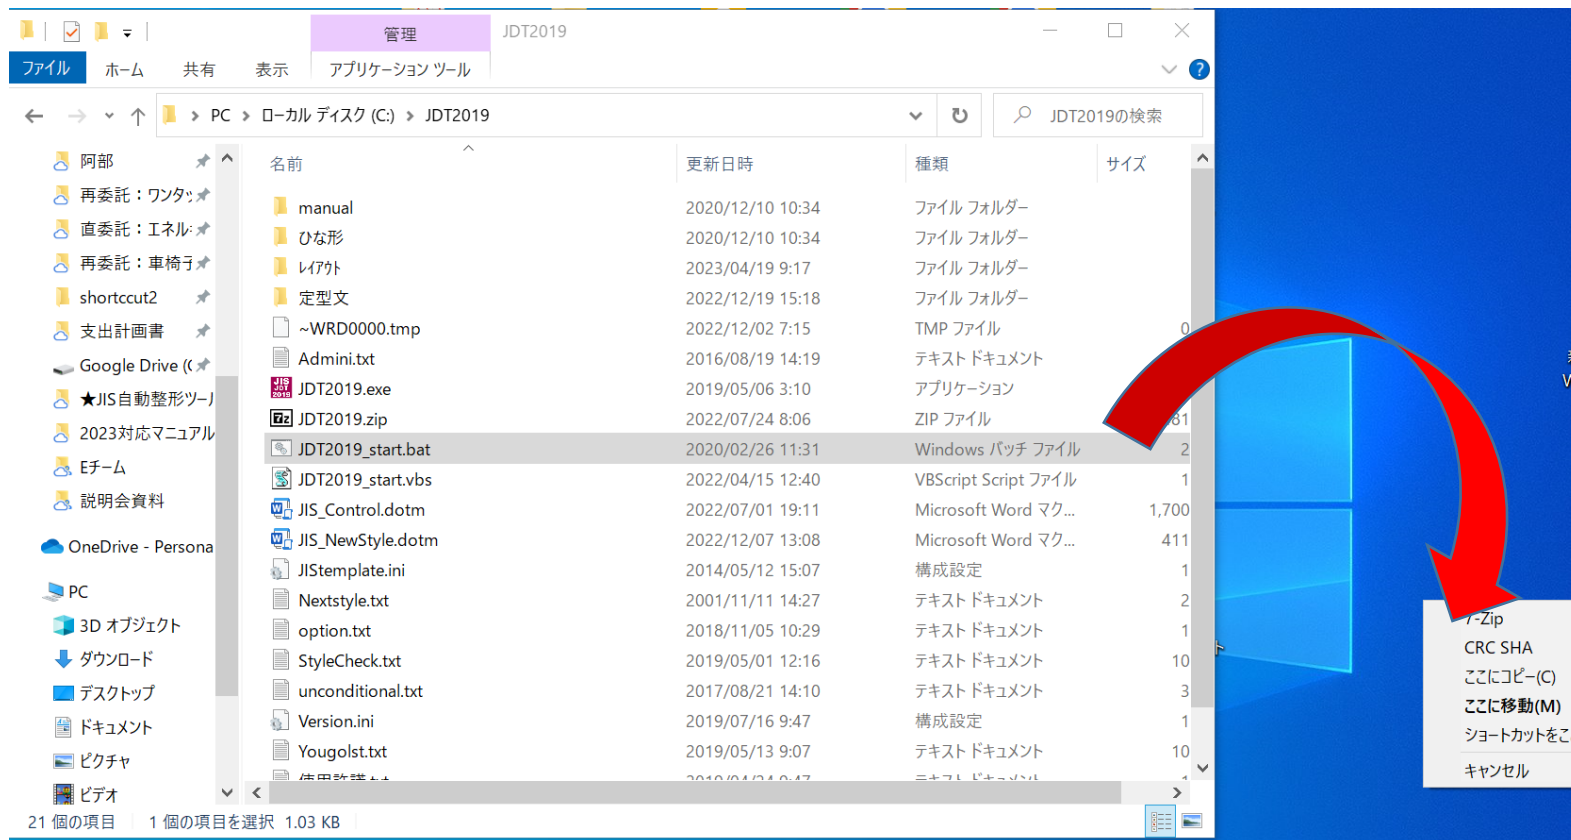 管理
JDT2019
ファイル
ホーム
共有
表示
アプリケーション ツール
PC
ローカル ディスク (C:)
JDT2019
JDT2019の検索
阿部
再委託：ワンタッ
直委託：エネル
再委託：車椅子
shortccut2
支出計画書
Google Drive (
★JIS自動整形ツール
2023対応マニュアル
Eチーム
説明会資料
OneDrive - Persona
PC
3D オブジェクト
ダウンロード
デスクトップ
ドキュメント
ピクチャ
ビデオ
名前 更新日時 種類 サイズ
manual 2020/12/10 10:34 ファイル フォルダー
ひな形 2020/12/10 10:34 ファイル フォルダー
ﾚｲｱｳﾄ 2023/04/19 9:17 ファイル フォルダー
定型文 2022/12/19 15:18 ファイル フォルダー
~WRD0000.tmp 2022/12/02 7:15 TMP ファイル 0
Admini.txt 2016/08/19 14:19 テキスト ドキュメント
JDT2019.exe 2019/05/06 3:10 アプリケーション
JDT2019.zip 2022/07/24 8:06 ZIP ファイル 81
JDT2019_start.bat 2020/02/26 11:31 Windows バッチ ファイル 2
JDT2019_start.vbs 2022/04/15 12:40 VBScript Script ファイル 1
JIS_Control.dotm 2022/07/01 19:11 Microsoft Word マク... 1,700
JIS_NewStyle.dotm 2022/12/07 13:08 Microsoft Word マク... 411
JIStemplate.ini 2014/05/12 15:07 構成設定 1
Nextstyle.txt 2001/11/11 14:27 テキスト ドキュメント 2
option.txt 2018/11/05 10:29 テキスト ドキュメント 1
StyleCheck.txt 2019/05/01 12:16 テキスト ドキュメント 10
unconditional.txt 2017/08/21 14:10 テキスト ドキュメント 3
Version.ini 2019/07/16 9:47 構成設定 1
Yougolst.txt 2019/05/13 9:07 テキスト ドキュメント 10
21 個の項目
1 個の項目を選択 1.03 KB
7-Zip
CRC SHA
ここにコピー(C)
ここに移動(M)
ショートカットをこ
キャンセル